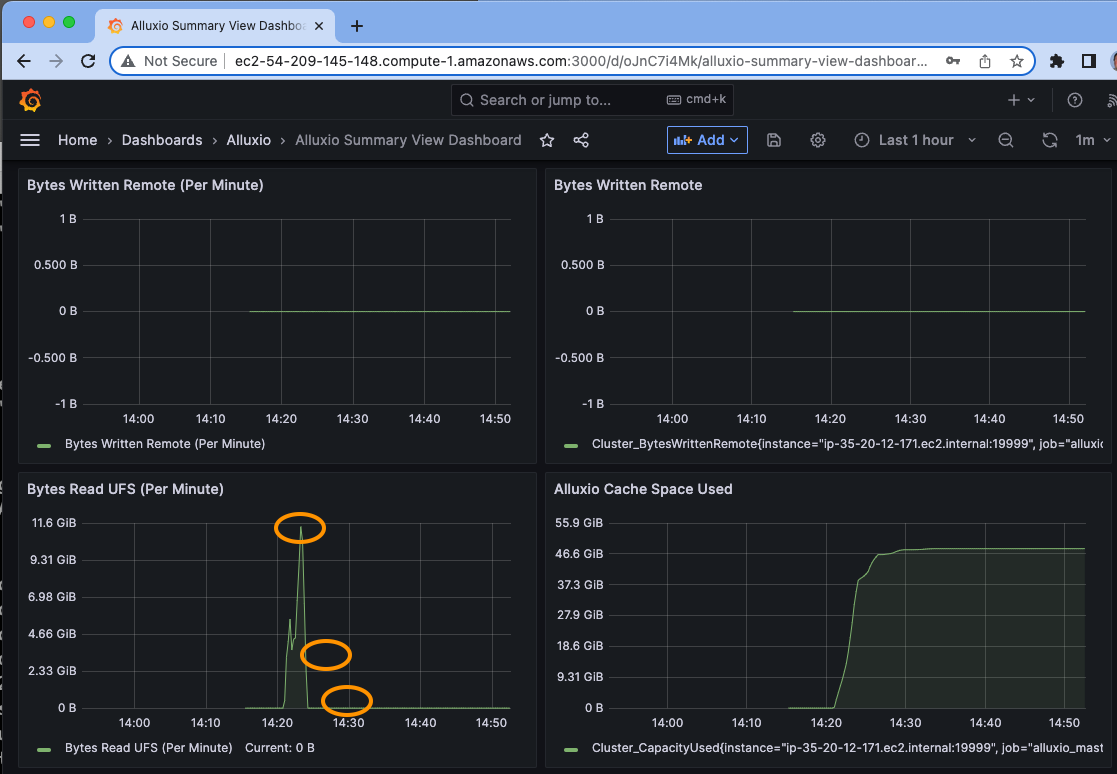 Alluxio Summary View Dashboa
Not Secure
ec2-54-209-145-148.compute-1.amazonaws.com:3000/d/oJnC7i4Mk/alluxio-summary-view-dashboar...
Search or jump to...
cmd+k
Home › Dashboards › Alluxio › Alluxio Summary View Dashboard
Add
Last 1 hour
1m
Bytes Written Remote (Per Minute)
1 B
0.500 B
0 B
-0.500 B
-1 B
14:00 14:10 14:20 14:30 14:40 14:50
Bytes Written Remote (Per Minute)
Bytes Written Remote
1 B
0.500 B
0 B
-0.500 B
-1 B
14:00 14:10 14:20 14:30 14:40 14:50
Cluster_BytesWrittenRemote{instance="ip-35-20-12-171.ec2.internal:19999", job="alluxic
Bytes Read UFS (Per Minute)
11.6 GiB
9.31 GiB
6.98 GiB
4.66 GiB
2.33 GiB
0 B
14:00 14:10 14:20 14:30 14:40 14:50
Bytes Read UFS (Per Minute) Current: 0 B
Alluxio Cache Space Used
55.9 GiB
46.6 GiB
37.3 GiB
27.9 GiB
18.6 GiB
9.31 GiB
0 B
14:00 14:10 14:20 14:30 14:40 14:50
Cluster_CapacityUsed{instance="ip-35-20-12-171.ec2.internal:19999", job="alluxio_mast